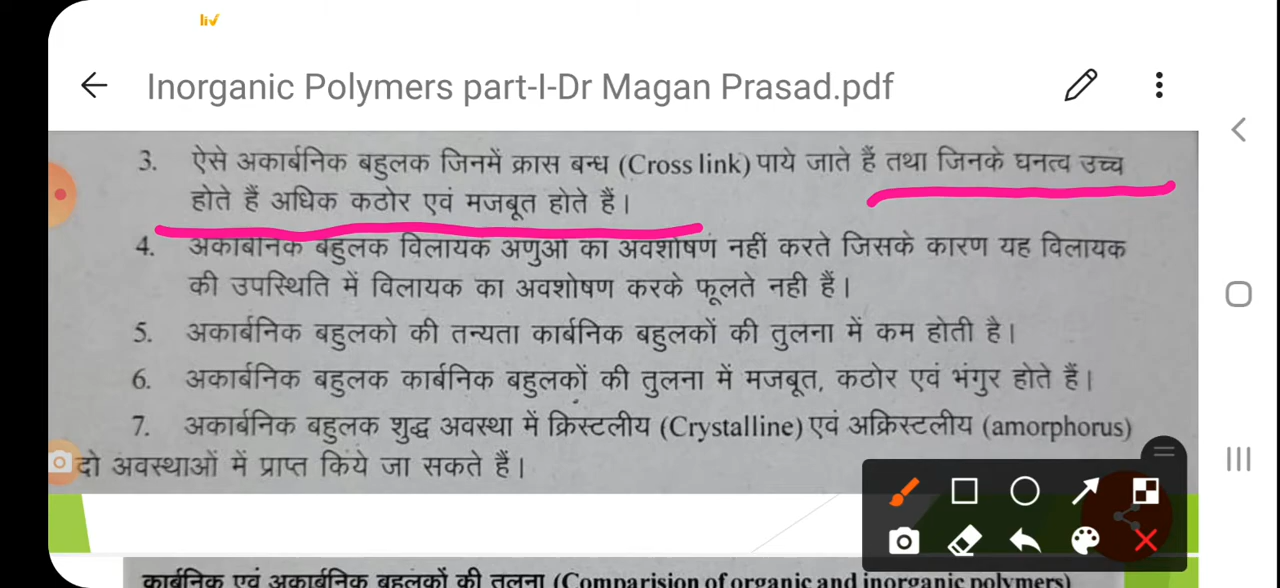 liv
Inorganic Polymers part-I-Dr Magan Prasad.pdf
3. ऐसे अकार्बनिक बहुलक जिनमें क्रास बन्ध (Cross link) पाये जाते हैं तथा जिनके घनत्व उच्च
होते हैं अधिक कठोर एवं मजबूत होते हैं।
4. अकार्बनिक बहुलक विलायक अणुओं का अवशोषण नहीं करते जिसके कारण यह विलायक
की उपस्थिति में विलायक का अवशोषण करके फूलते नही हैं।
5. अकार्बनिक बहुलको की तन्यता कार्बनिक बहुलकों की तुलना में कम होती है।
6. अकार्बनिक बहुलक कार्बनिक बहुलकों की तुलना में मजबूत, कठोर एवं भंगुर होते हैं।
7. अकार्बनिक बहुलक शुद्ध अवस्था में क्रिस्टलीय (Crystalline) एवं अक्रिस्टलीय (amorphorus)
दो अवस्थाओं में प्राप्त किये जा सकते हैं।
कार्बनिक एवं अकार्बनिक बहुलकों की तुलना (Comparision of organic and inorganic polymers)